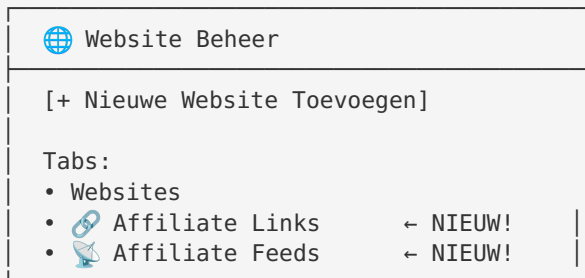 🌐 Website Beheer
[+ Nieuwe Website Toevoegen]
Tabs:
• Websites
• 🔗 Affiliate Links ← NIEUW!
• 📡 Affiliate Feeds ← NIEUW!